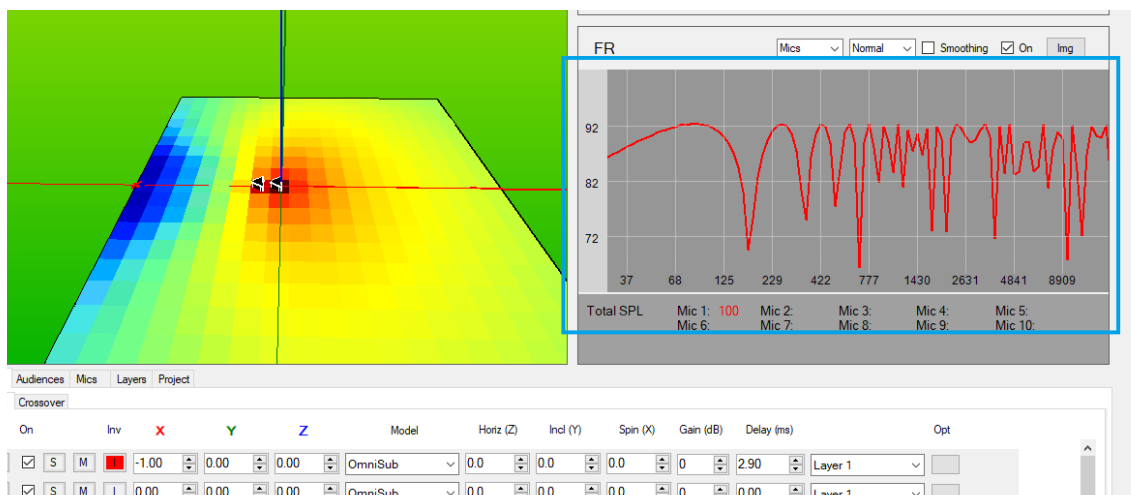 FR Mics Normal Smoothing On Img
92
82
72
37 68 125 229 422 777 1430 2631 4841 8909
Total SPL Mic 1: 100 Mic 2: Mic 3: Mic 4: Mic 5:
Mic 6: Mic 7: Mic 8: Mic 9: Mic 10:
Audiences Mics Layers Project
Crossover
On Inv X Y Z Model Horiz (Z) Incl (Y) Spin (X) Gain (dB) Delay (ms) Opt
S M I -1.00 0.00 0.00 OmniSub 0.0 0.0 0.0 0 2.90 Layer 1
S M I 0.00 0.00 0.00 OmniSub 0.0 0.0 0.0 0 0.00 Layer 1